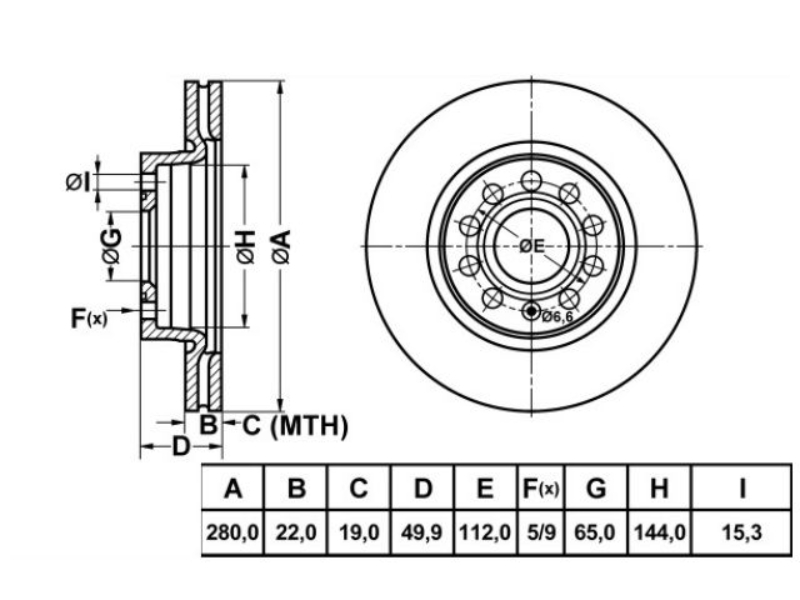 ØI
ØG
ØH
ØA
F(x)
B
C (MTH)
D
ØE
Ø6,6
A B C D E F(x) G H I
280,0 22,0 19,0 49,9 112,0 5/9 65,0 144,0 15,3